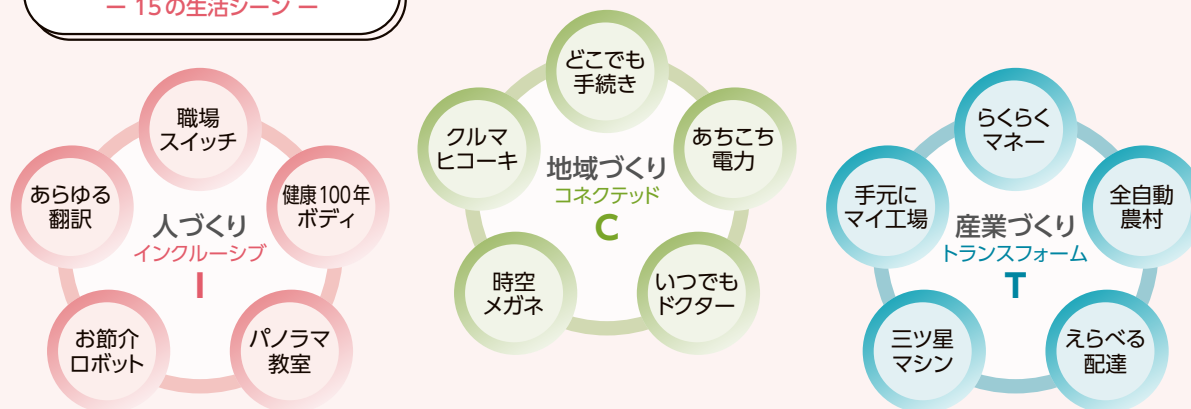 ― 15の生活シーン ―
職場
スイッチ
健康100年
ボディ
パノラマ
教室
お節介
ロボット
あらゆる
翻訳
人づくり
インクルーシブ
I
どこでも
手続き
あちこち
電力
いつでも
ドクター
時空
メガネ
クルマ
ヒコーキ
地域づくり
コネクテッド
C
らくらく
マネー
全自動
農村
えらべる
配達
三ツ星
マシン
手元に
マイ工場
産業づくり
トランスフォーム
T